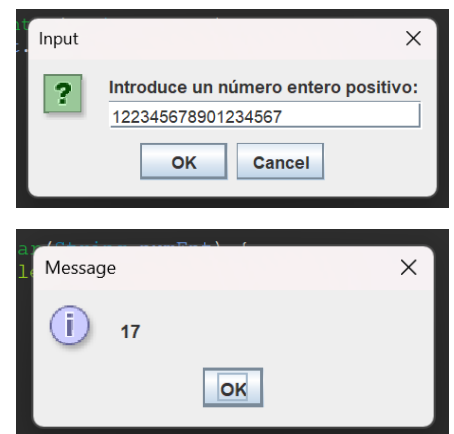 Input
Introduce un número entero positivo:
122345678901234567
OK
Cancel
Message
17
OK